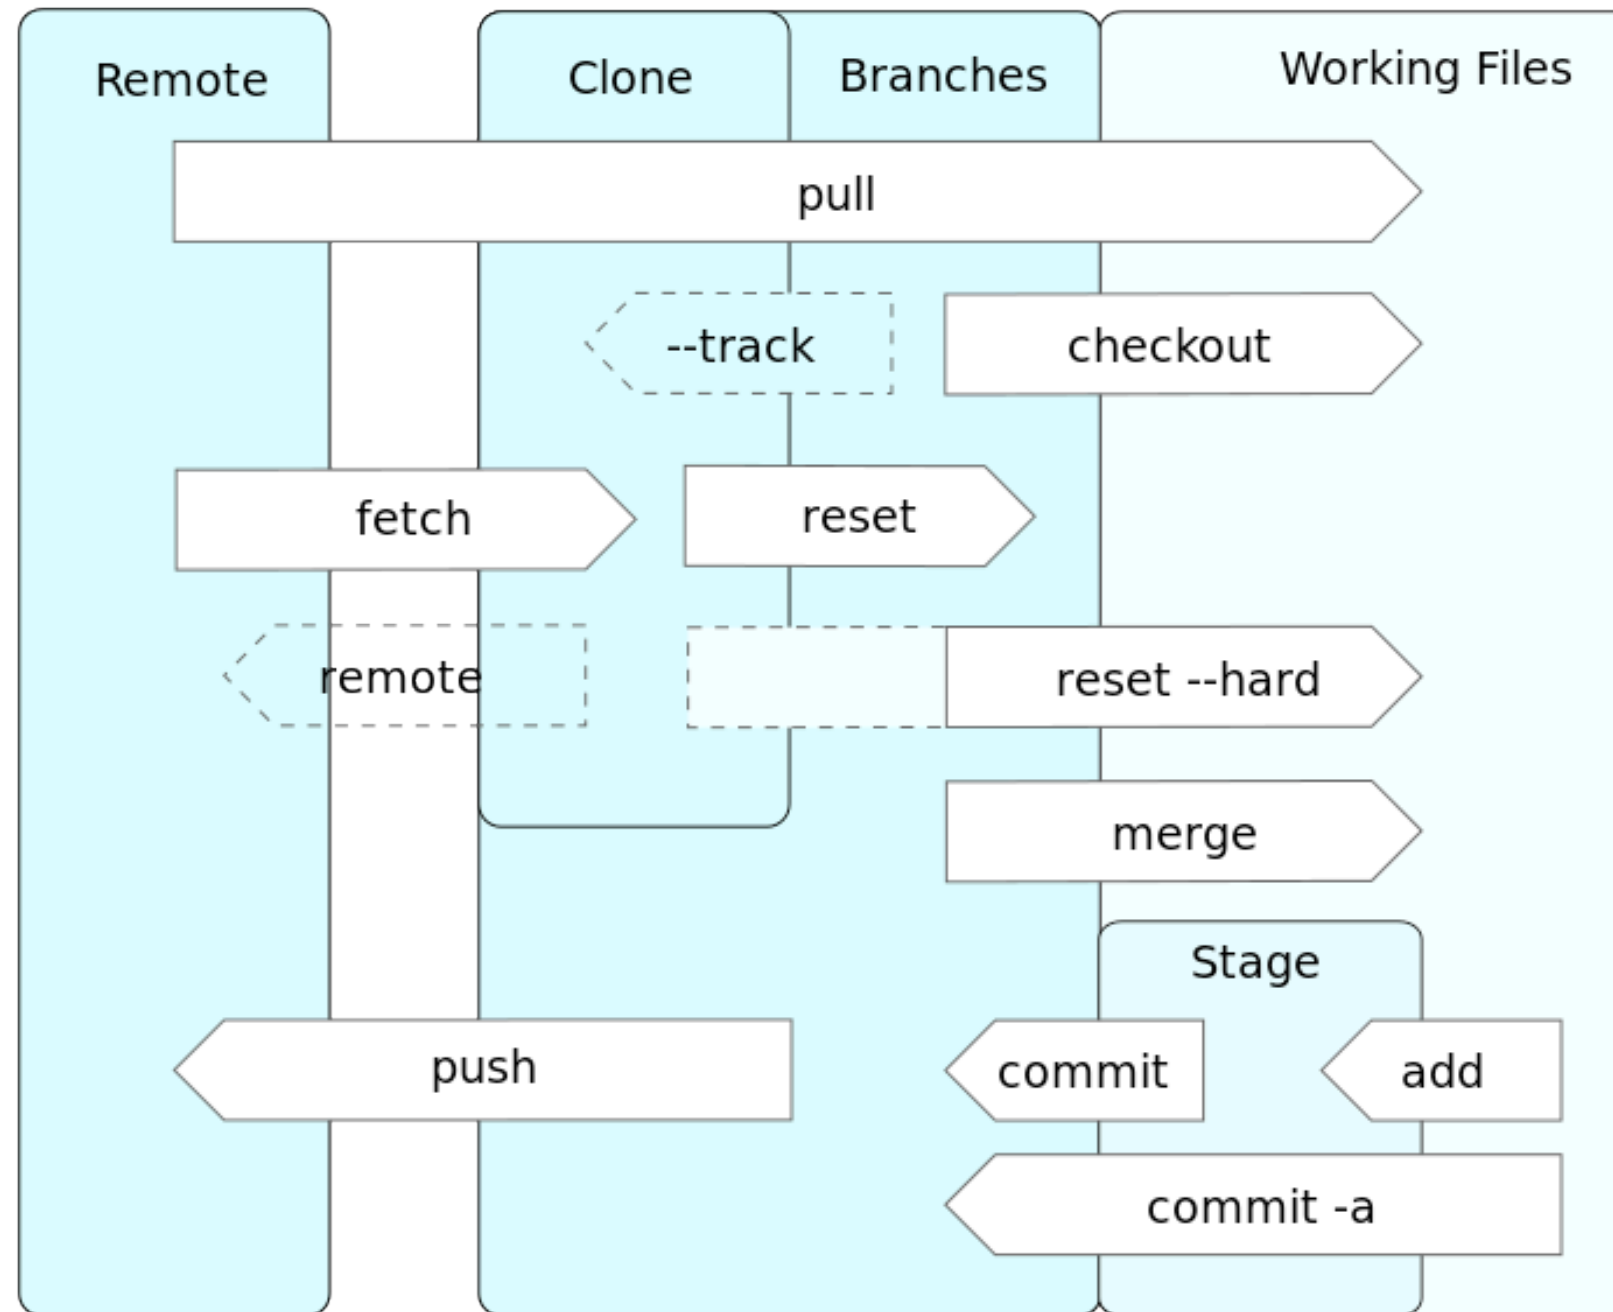 Remote
Clone
Branches
Working Files
pull
--track
checkout
fetch
reset
remote
reset --hard
merge
Stage
push
commit
add
commit -a